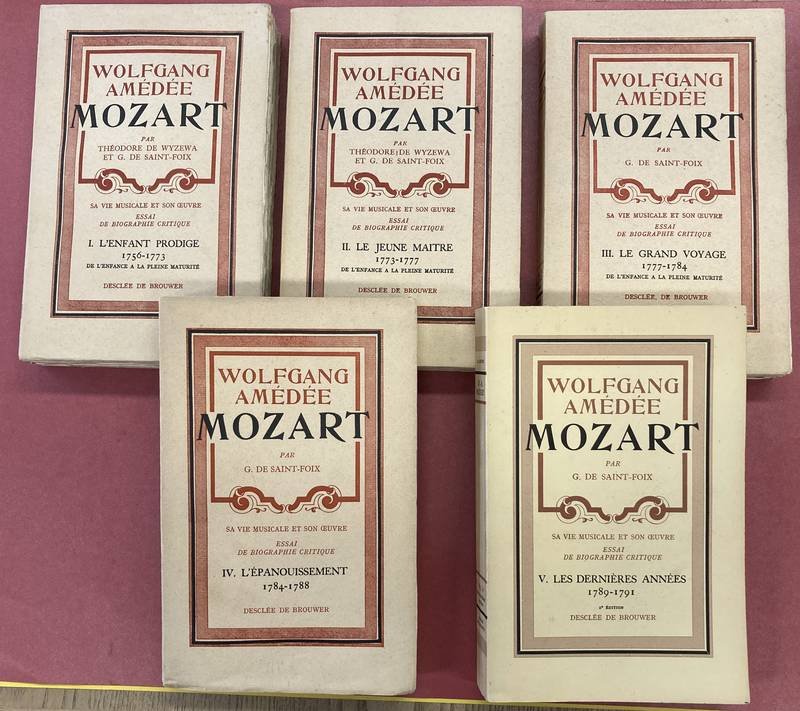 WOLFGANG
AMÉDÉE
MOZART
PAR
THÉODORE DE WYZEWA
ET G. DE SAINT-FOIX
SA VIE MUSICALE ET SON ŒUVRE
ESSAI
DE BIOGRAPHIE CRITIQUE
I. L'ENFANT PRODIGE
1756-1773
DE L'ENFANCE A LA PLEINE MATURITÉ
DESCLÉE DE BROUWER
WOLFGANG
AMÉDÉE
MOZART
PAR
THÉODORE DE WYZEWA
ET G. DE SAINT-FOIX
SA VIE MUSICALE ET SON ŒUVRE
ESSAI
DE BIOGRAPHIE CRITIQUE
II. LE JEUNE MAITRE
1773-1777
DE L'ENFANCE A LA PLEINE MATURITÉ
DESCLÉE DE BROUWER
WOLFGANG
AMÉDÉE
MOZART
PAR
G. DE SAINT-FOIX
SA VIE MUSICALE ET SON ŒUVRE
ESSAI
DE BIOGRAPHIE CRITIQUE
III. LE GRAND VOYAGE
1777-1784
DE L'ENFANCE A LA PLEINE MATURITÉ
DESCLÉE, DE BROUWER
WOLFGANG
AMÉDÉE
MOZART
PAR
G. DE SAINT-FOIX
SA VIE MUSICALE ET SON ŒUVRE
ESSAI
DE BIOGRAPHIE CRITIQUE
IV. L'ÉPANOUISSEMENT
1784-1788
DESCLÉE DE BROUWER
WOLFGANG
AMÉDÉE
MOZART
PAR
G. DE SAINT-FOIX
SA VIE MUSICALE ET SON ŒUVRE
ESSAI
DE BIOGRAPHIE CRITIQUE
V. LES DERNIÈRES ANNÉES
1789-1791
2e ÉDITION
DESCLÉE DE BROUWER